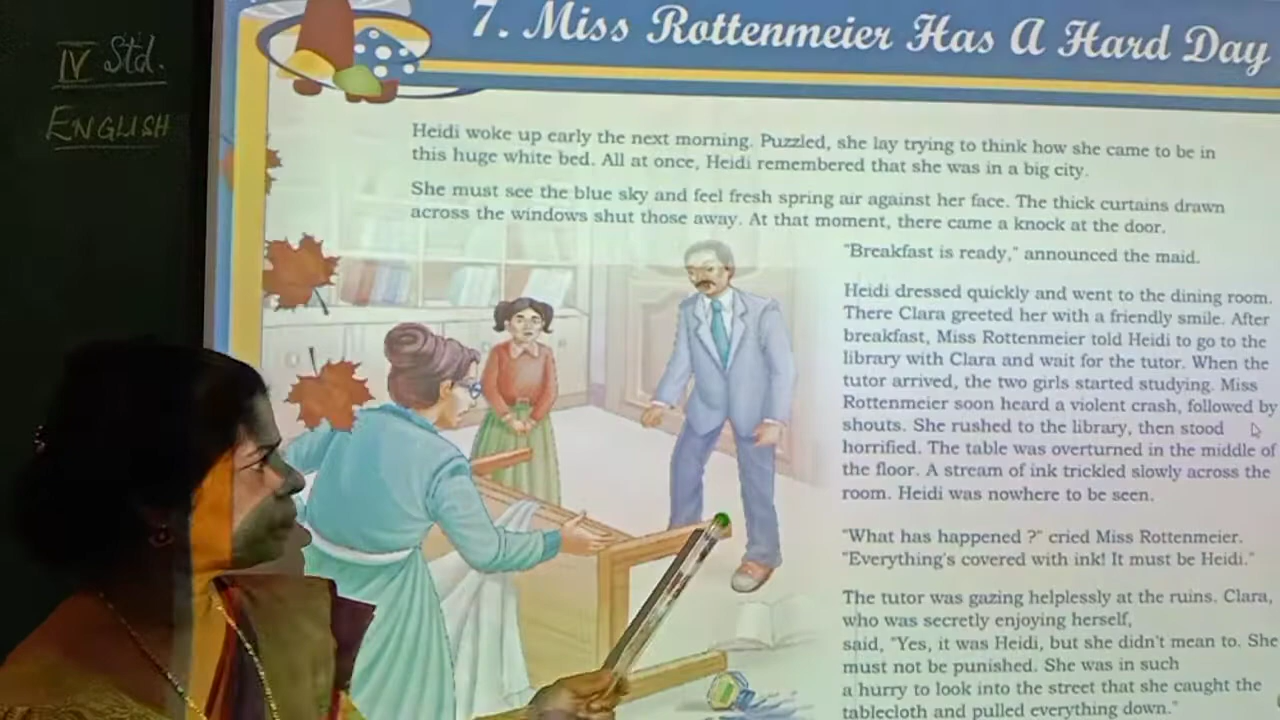 IV Std.
ENGLISH
7. Miss Rottenmeier Has A Hard Day
Heidi woke up early the next morning. Puzzled, she lay trying to think how she came to be in
this huge white bed. All at once, Heidi remembered that she was in a big city.
She must see the blue sky and feel fresh spring air against her face. The thick curtains drawn
across the windows shut those away. At that moment, there came a knock at the door.
"Breakfast is ready," announced the maid.
Heidi dressed quickly and went to the dining room.
There Clara greeted her with a friendly smile. After
breakfast, Miss Rottenmeier told Heidi to go to the
library with Clara and wait for the tutor. When the
tutor arrived, the two girls started studying. Miss
Rottenmeier soon heard a violent crash, followed by
shouts. She rushed to the library, then stood
horrified. The table was overturned in the middle of
the floor. A stream of ink trickled slowly across the
room. Heidi was nowhere to be seen.
"What has happened ?" cried Miss Rottenmeier.
"Everything's covered with ink! It must be Heidi."
The tutor was gazing helplessly at the ruins. Clara,
who was secretly enjoying herself,
said, "Yes, it was Heidi, but she didn't mean to. She
must not be punished. She was in such
a hurry to look into the street that she caught the
tablecloth and pulled everything down."